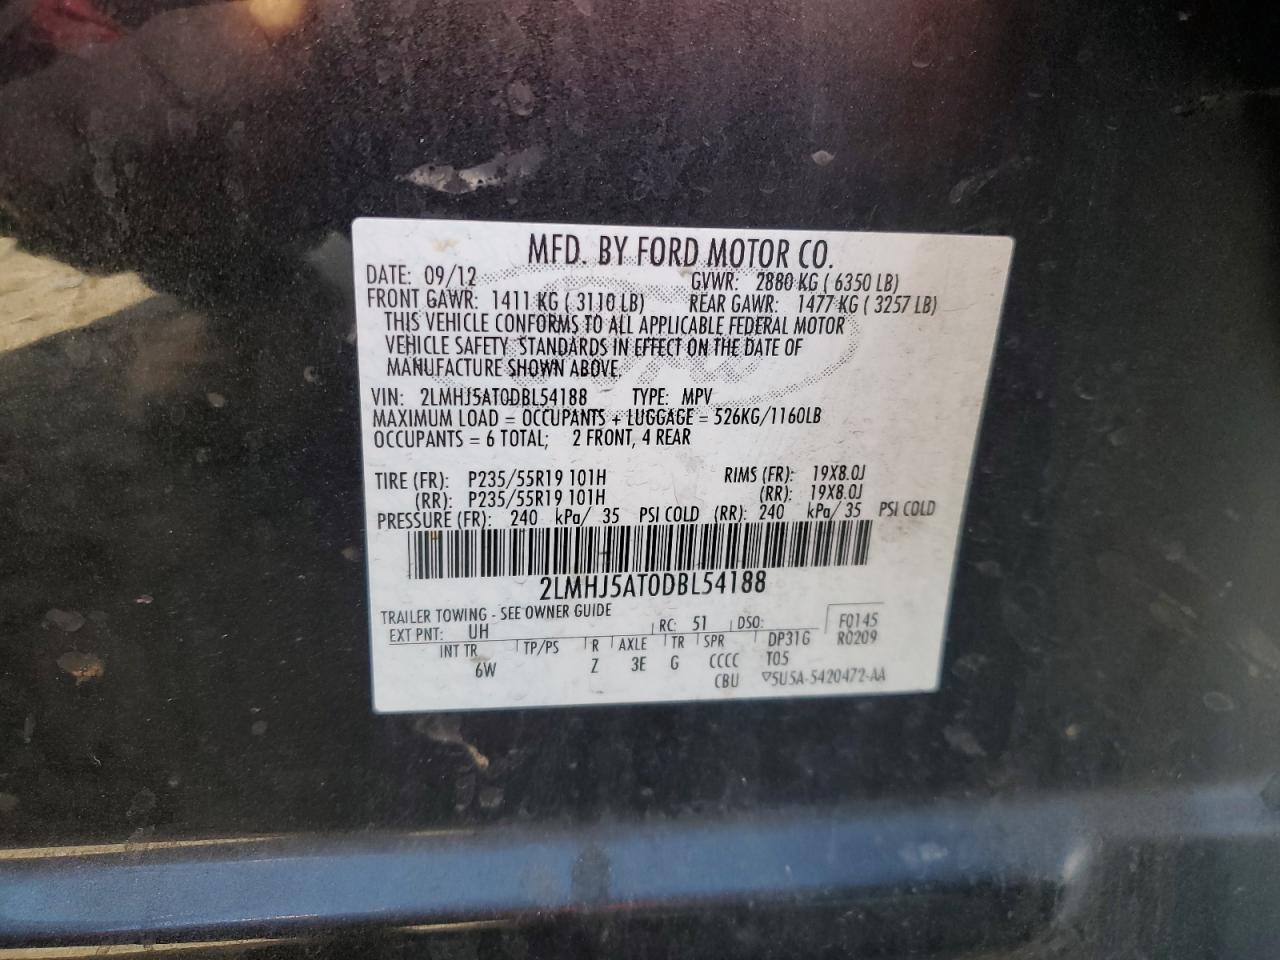 MFD. BY FORD MOTOR CO.
DATE: 09/12 GVWR: 2880 KG ( 6350 LB)
FRONT GAWR: 1411 KG ( 3110 LB) REAR GAWR: 1477 KG ( 3257 LB)
THIS VEHICLE CONFORMS TO ALL APPLICABLE FEDERAL MOTOR
VEHICLE SAFETY STANDARDS IN EFFECT ON THE DATE OF
MANUFACTURE SHOWN ABOVE.
VIN: 2LMHJ5AT0DBL54188 TYPE: MPV
MAXIMUM LOAD = OCCUPANTS + LUGGAGE = 526KG/1160LB
OCCUPANTS = 6 TOTAL; 2 FRONT, 4 REAR
TIRE (FR): P235/55R19 101H RIMS (FR): 19X8.0J
(RR): P235/55R19 101H (RR): 19X8.0J
PRESSURE (FR): 240 kPa/ 35 PSI COLD (RR): 240 kPa/ 35 PSI COLD
2LMHJ5AT0DBL54188
TRAILER TOWING - SEE OWNER GUIDE
EXT PNT: UH RC: 51 DSO: F0145
INT TR TP/PS R AXLE TR SPR DP31G R0209
6W Z 3E G CCCC T05
CBU ▽5U5A-5420472-AA